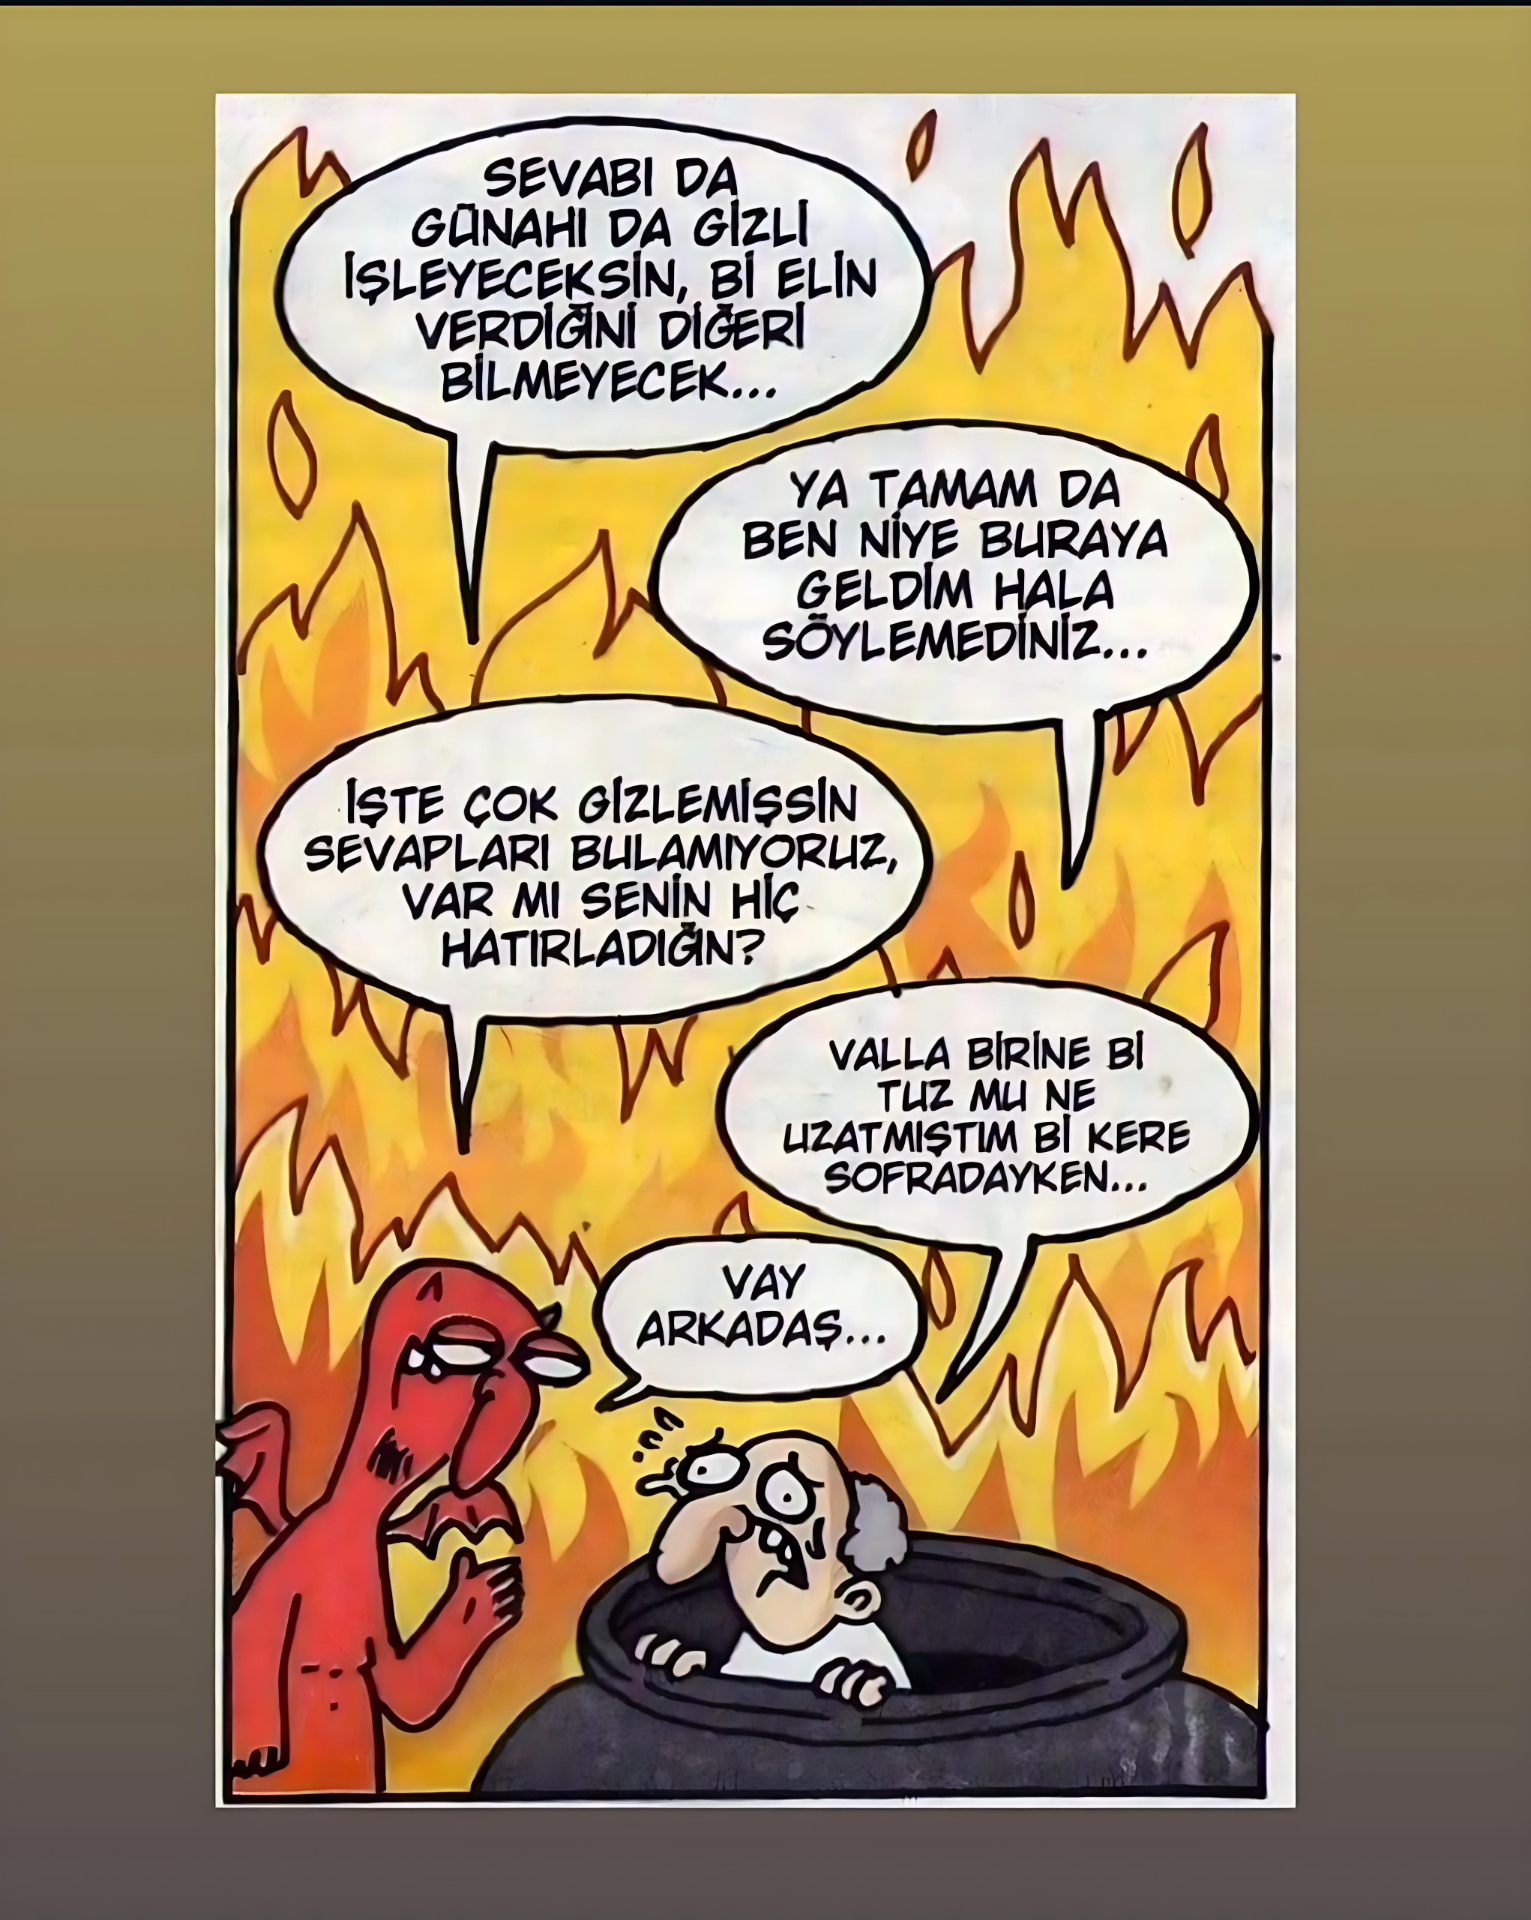 SEVABI DA
GÜNAHI DA GİZLİ
İŞLEYECEKSİN, Bİ ELİN
VERDİĞİNİ DİĞERİ
BİLMEYECEK...
YA TAMAM DA
BEN NİYE BURAYA
GELDİM HALA
SÖYLEMEDİNİZ...
İŞTE ÇOK GİZLEMİŞSİN
SEVAPLARI BULAMIYORUZ,
VAR MI SENİN HİÇ
HATIRLADIĞIN?
VALLA BİRİNE Bİ
TUZ MU NE
UZATMIŞTIM Bİ KERE
SOFRADAYKEN...
VAY
ARKADAŞ...